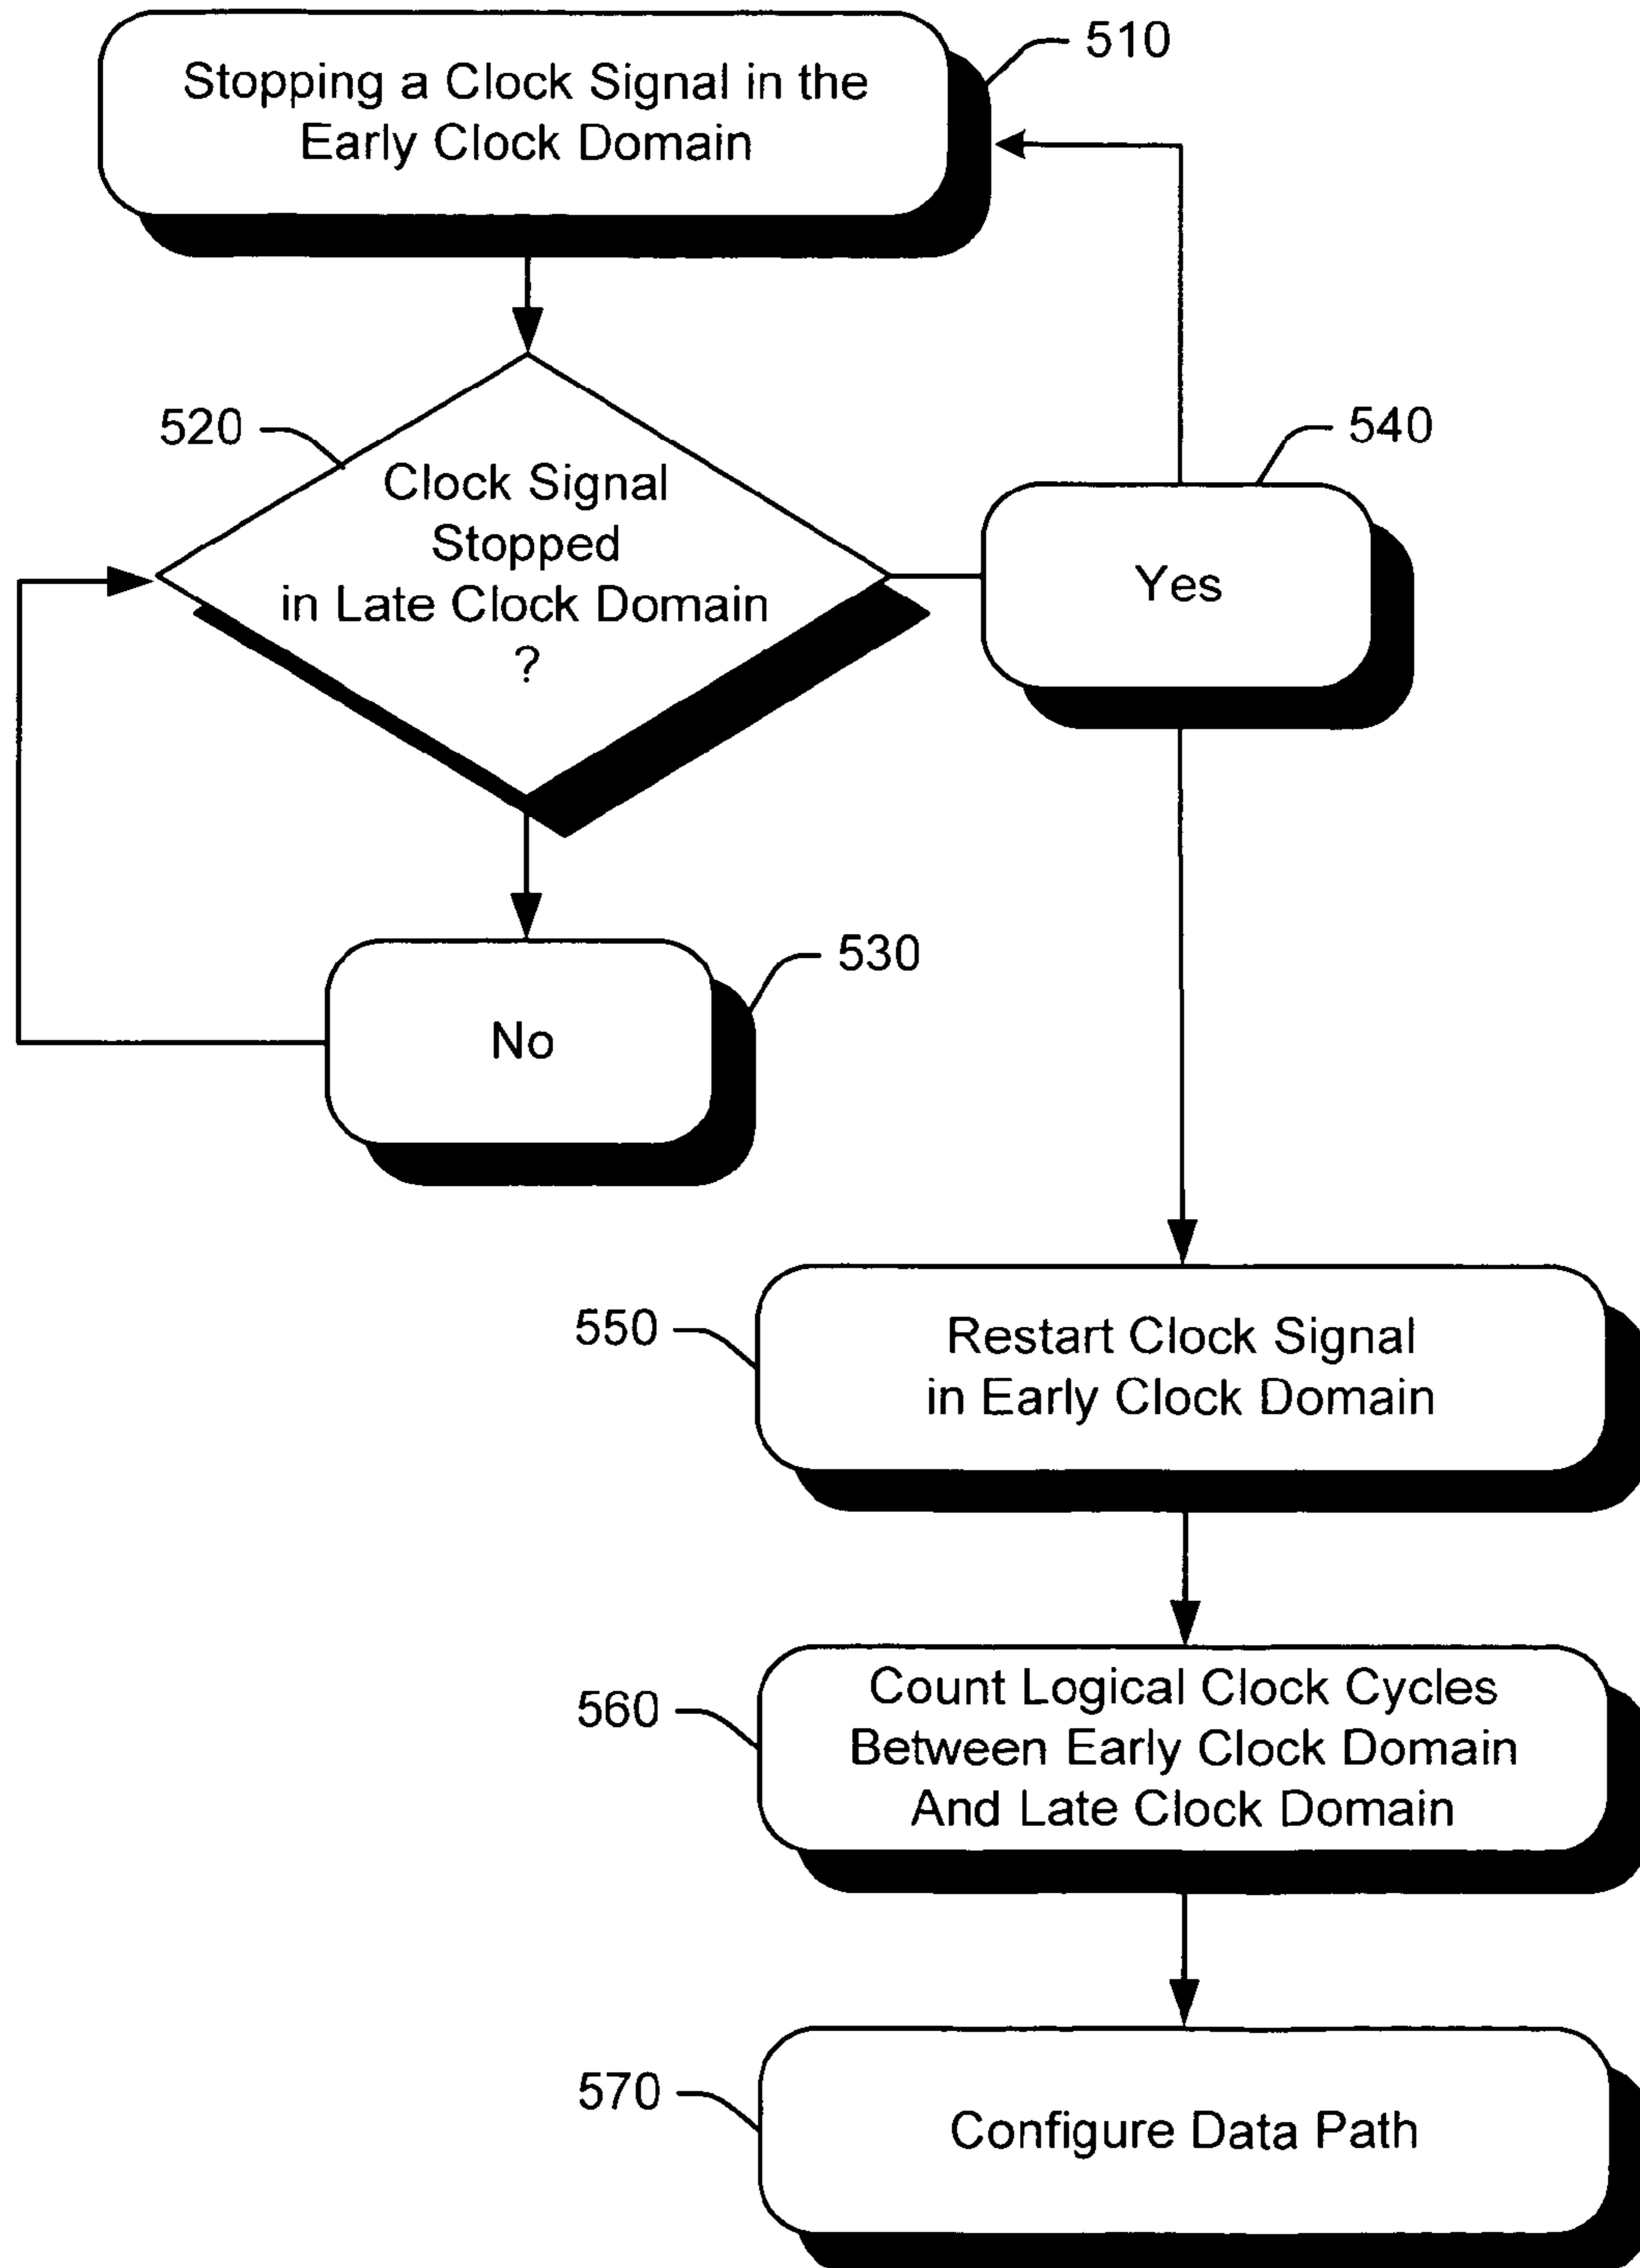 510
Stopping a Clock Signal in the
Early Clock Domain
520
Clock Signal
Stopped
in Late Clock Domain
?
540
Yes
530
No
550
Restart Clock Signal
in Early Clock Domain
560
Count Logical Clock Cycles
Between Early Clock Domain
And Late Clock Domain
570
Configure Data Path